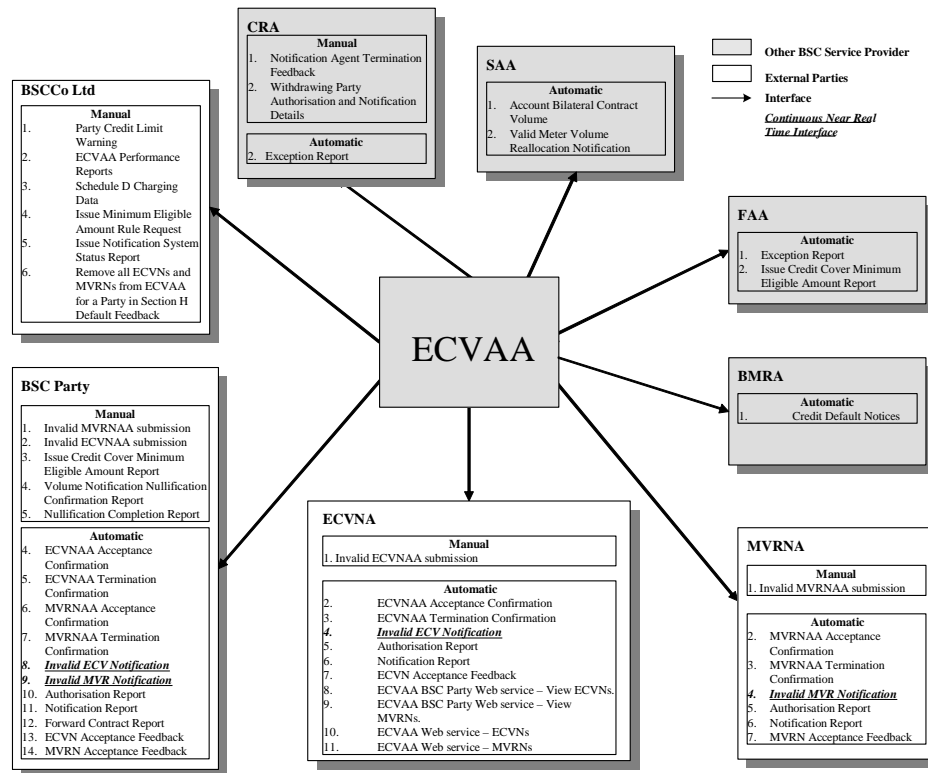 CRA
Manual
1. Notification Agent Termination
Feedback
2. Withdrawing Party
Authorisation and Notification
Details
Automatic
2. Exception Report
SAA
Automatic
1. Account Bilateral Contract
Volume
2. Valid Meter Volume
Reallocation Notification
Other BSC Service Provider
External Parties
Interface
Continuous Near Real
Time Interface
BSCCo Ltd
Manual
1. Party Credit Limit
Warning
2. ECVAA Performance
Reports
3. Schedule D Charging
Data
4. Issue Minimum Eligible
Amount Rule Request
5. Issue Notification System
Status Report
6. Remove all ECVNs and
MVRNs from ECVAA
for a Party in Section H
Default Feedback
FAA
Automatic
1. Exception Report
2. Issue Credit Cover Minimum
Eligible Amount Report
ECVAA
BMRA
Automatic
1. Credit Default Notices
BSC Party
Manual
1. Invalid MVRNAA submission
2. Invalid ECVNAA submission
3. Issue Credit Cover Minimum
Eligible Amount Report
4. Volume Notification Nullification
Confirmation Report
5. Nullification Completion Report
Automatic
4. ECVNAA Acceptance
Confirmation
5. ECVNAA Termination
Confirmation
6. MVRNAA Acceptance
Confirmation
7. MVRNAA Termination
Confirmation
8. Invalid ECV Notification
9. Invalid MVR Notification
10. Authorisation Report
11. Notification Report
12. Forward Contract Report
13. ECVN Acceptance Feedback
14. MVRN Acceptance Feedback
ECVNA
Manual
1. Invalid ECVNAA submission
Automatic
2. ECVNAA Acceptance Confirmation
3. ECVNAA Termination Confirmation
4. Invalid ECV Notification
5. Authorisation Report
6. Notification Report
7. ECVN Acceptance Feedback
8. ECVAA BSC Party Web service – View ECVNs.
9. ECVAA BSC Party Web service – View
MVRNs.
10. ECVAA Web service – ECVNs
11. ECVAA Web service – MVRNs
MVRNA
Manual
1. Invalid MVRNAA submission
Automatic
2. MVRNAA Acceptance
Confirmation
3. MVRNAA Termination
Confirmation
4. Invalid MVR Notification
5. Authorisation Report
6. Notification Report
7. MVRN Acceptance Feedback